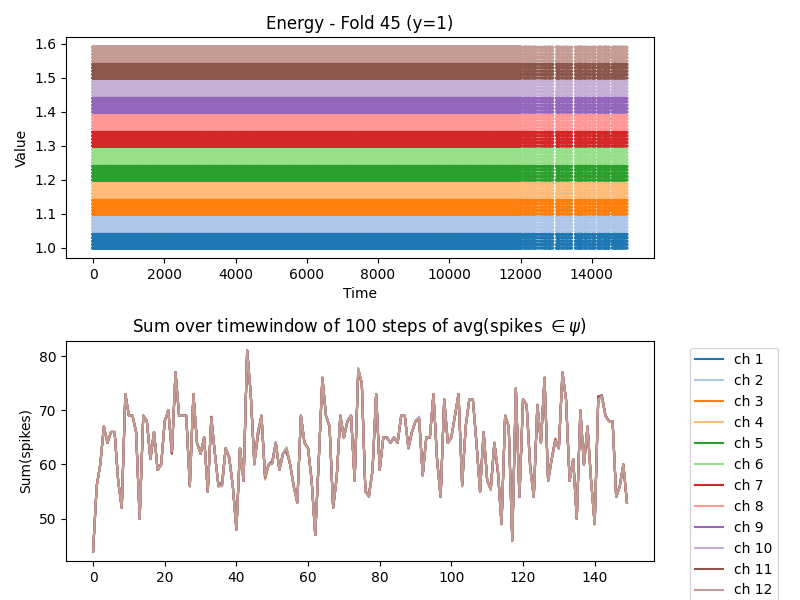 Energy - Fold 45 (y=1)
1.6
1.5
1.4
1.3
1.2
1.1
1.0
Value
0 2000 4000 6000 8000 10000 12000 14000
Time
Sum over timewindow of 100 steps of avg(spikes ∈ψ)
80
70
60
50
Sum(spikes)
0 20 40 60 80 100 120 140
ch 1
ch 2
ch 3
ch 4
ch 5
ch 6
ch 7
ch 8
ch 9
ch 10
ch 11
ch 12